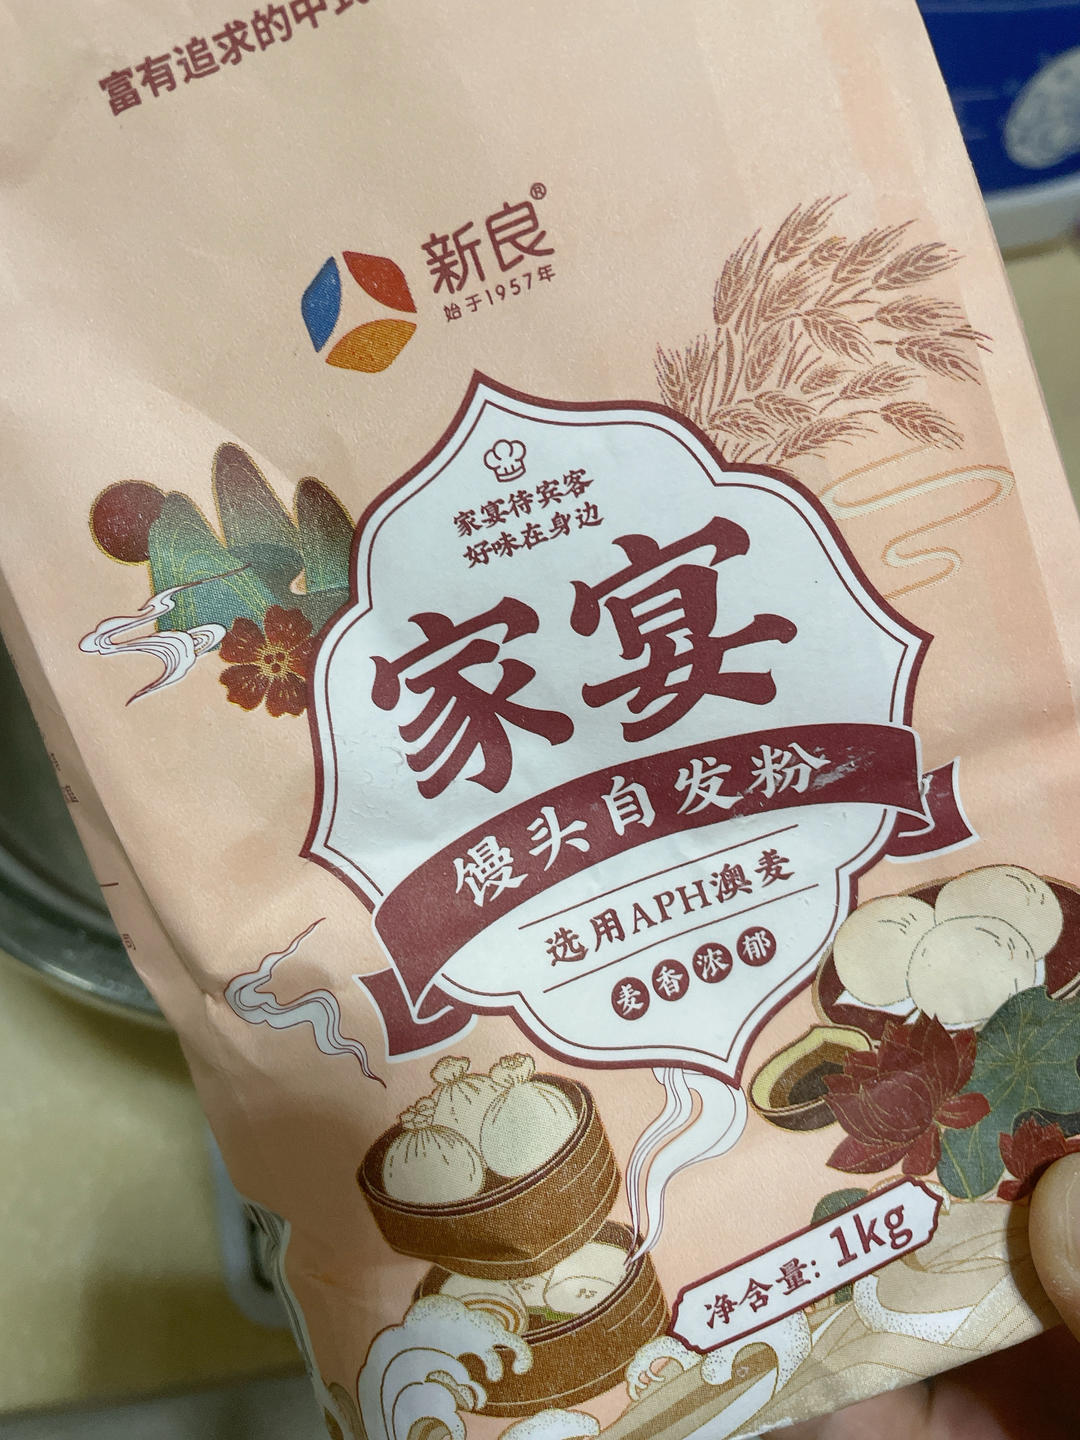 富有追求的中式
新良®
始于1957年
家宴待宾客
好味在身边
家宴
馒头自发粉
选用APH澳麦
麦香浓郁
净含量: 1kg